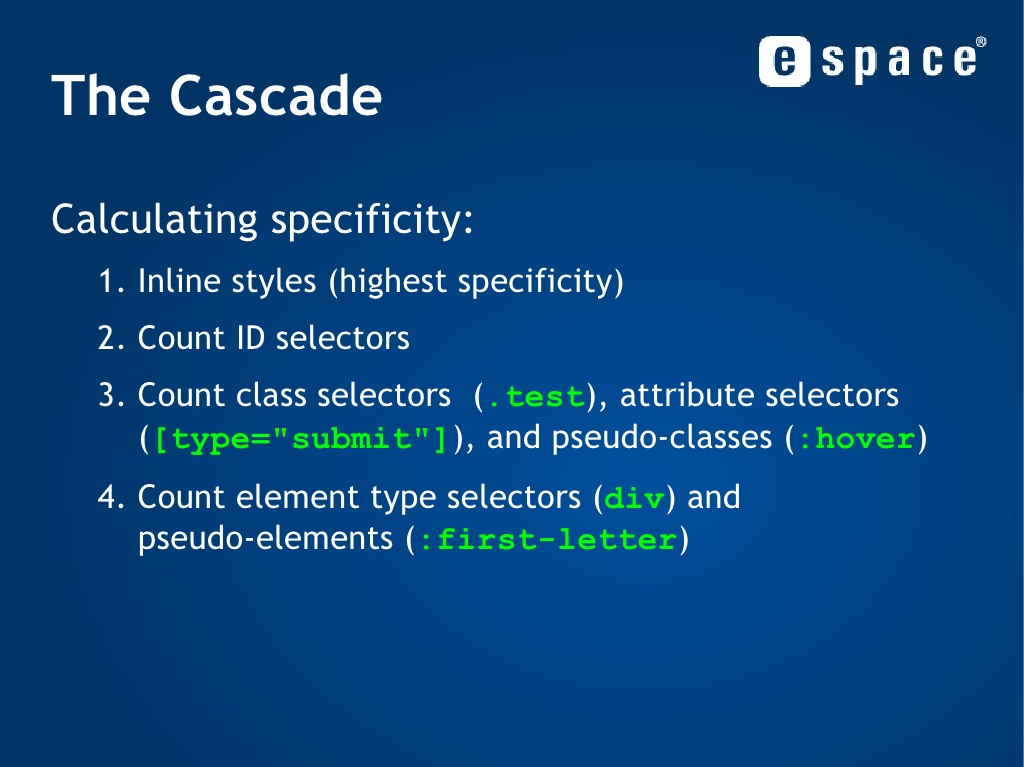 e space®
The Cascade
Calculating specificity:
1. Inline styles (highest specificity)
2. Count ID selectors
3. Count class selectors (.test), attribute selectors
([type="submit"]), and pseudo-classes (:hover)
4. Count element type selectors (div) and
pseudo-elements (:first-letter)